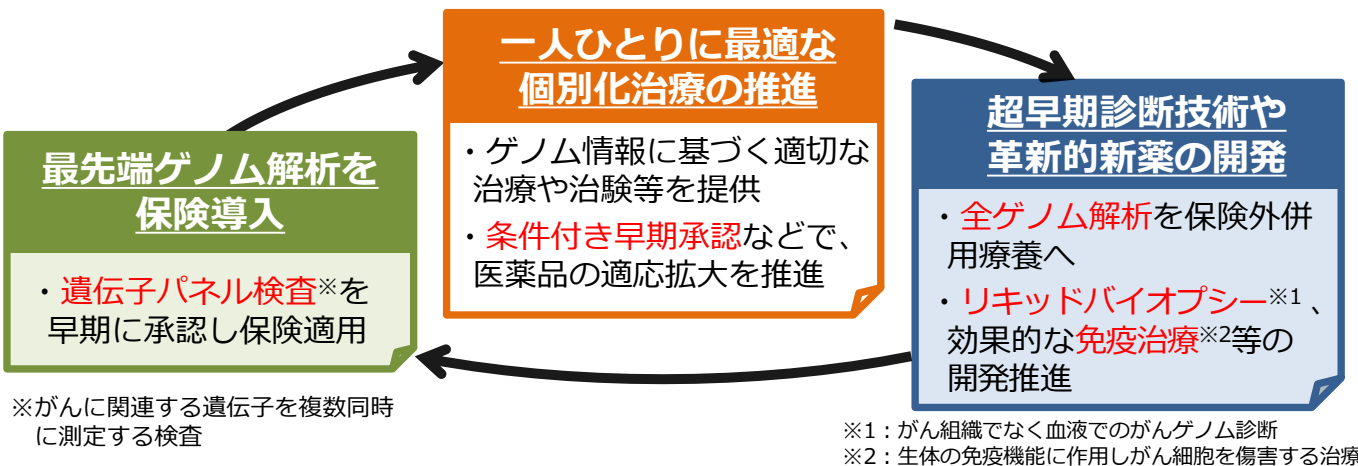 最先端ゲノム解析を
保険導入
・遺伝子パネル検査※を
早期に承認し保険適用
※がんに関連する遺伝子を複数同時
に測定する検査
一人ひとりに最適な
個別化治療の推進
・ゲノム情報に基づく適切な
治療や治験等を提供
・条件付き早期承認などで、
医薬品の適応拡大を推進
超早期診断技術や
革新的新薬の開発
・全ゲノム解析を保険外併
用療養へ
・リキッドバイオプシー※1、
効果的な免疫治療※2等の
開発推進
※1：がん組織でなく血液でのがんゲノム診断
※2：生体の免疫機能に作用しがん細胞を傷害する治療